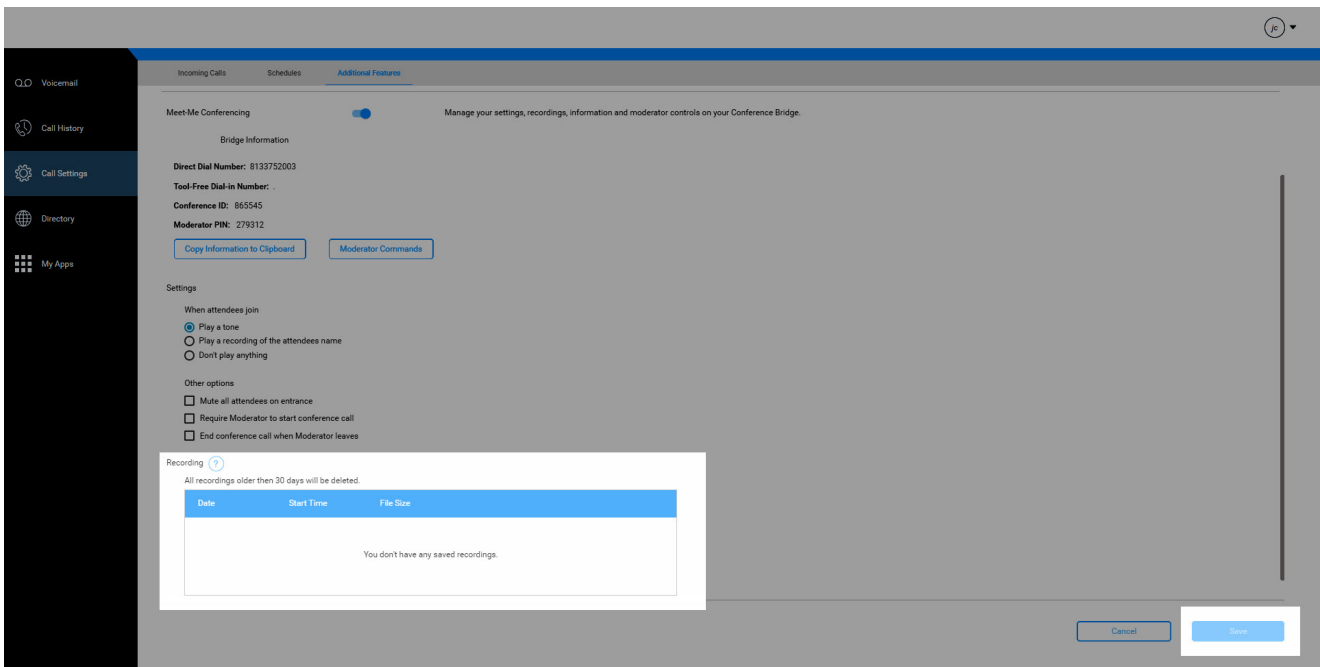 jc
Voicemail
Call History
Call Settings
Directory
My Apps
Incoming Calls Schedules Additional Features
Meet-Me Conferencing Manage your settings, recordings, information and moderator controls on your Conference Bridge.
Bridge Information
Direct Dial Number: 8133752003
Tool-Free Dial-in Number: .
Conference ID: 865545
Moderator PIN: 279312
Copy Information to Clipboard Moderator Commands
Settings
When attendees join
Play a tone
Play a recording of the attendees name
Don't play anything
Other options
Mute all attendees on entrance
Require Moderator to start conference call
End conference call when Moderator leaves
Recording ?
All recordings older then 30 days will be deleted.
Date Start Time File Size
You don't have any saved recordings.
Cancel Save